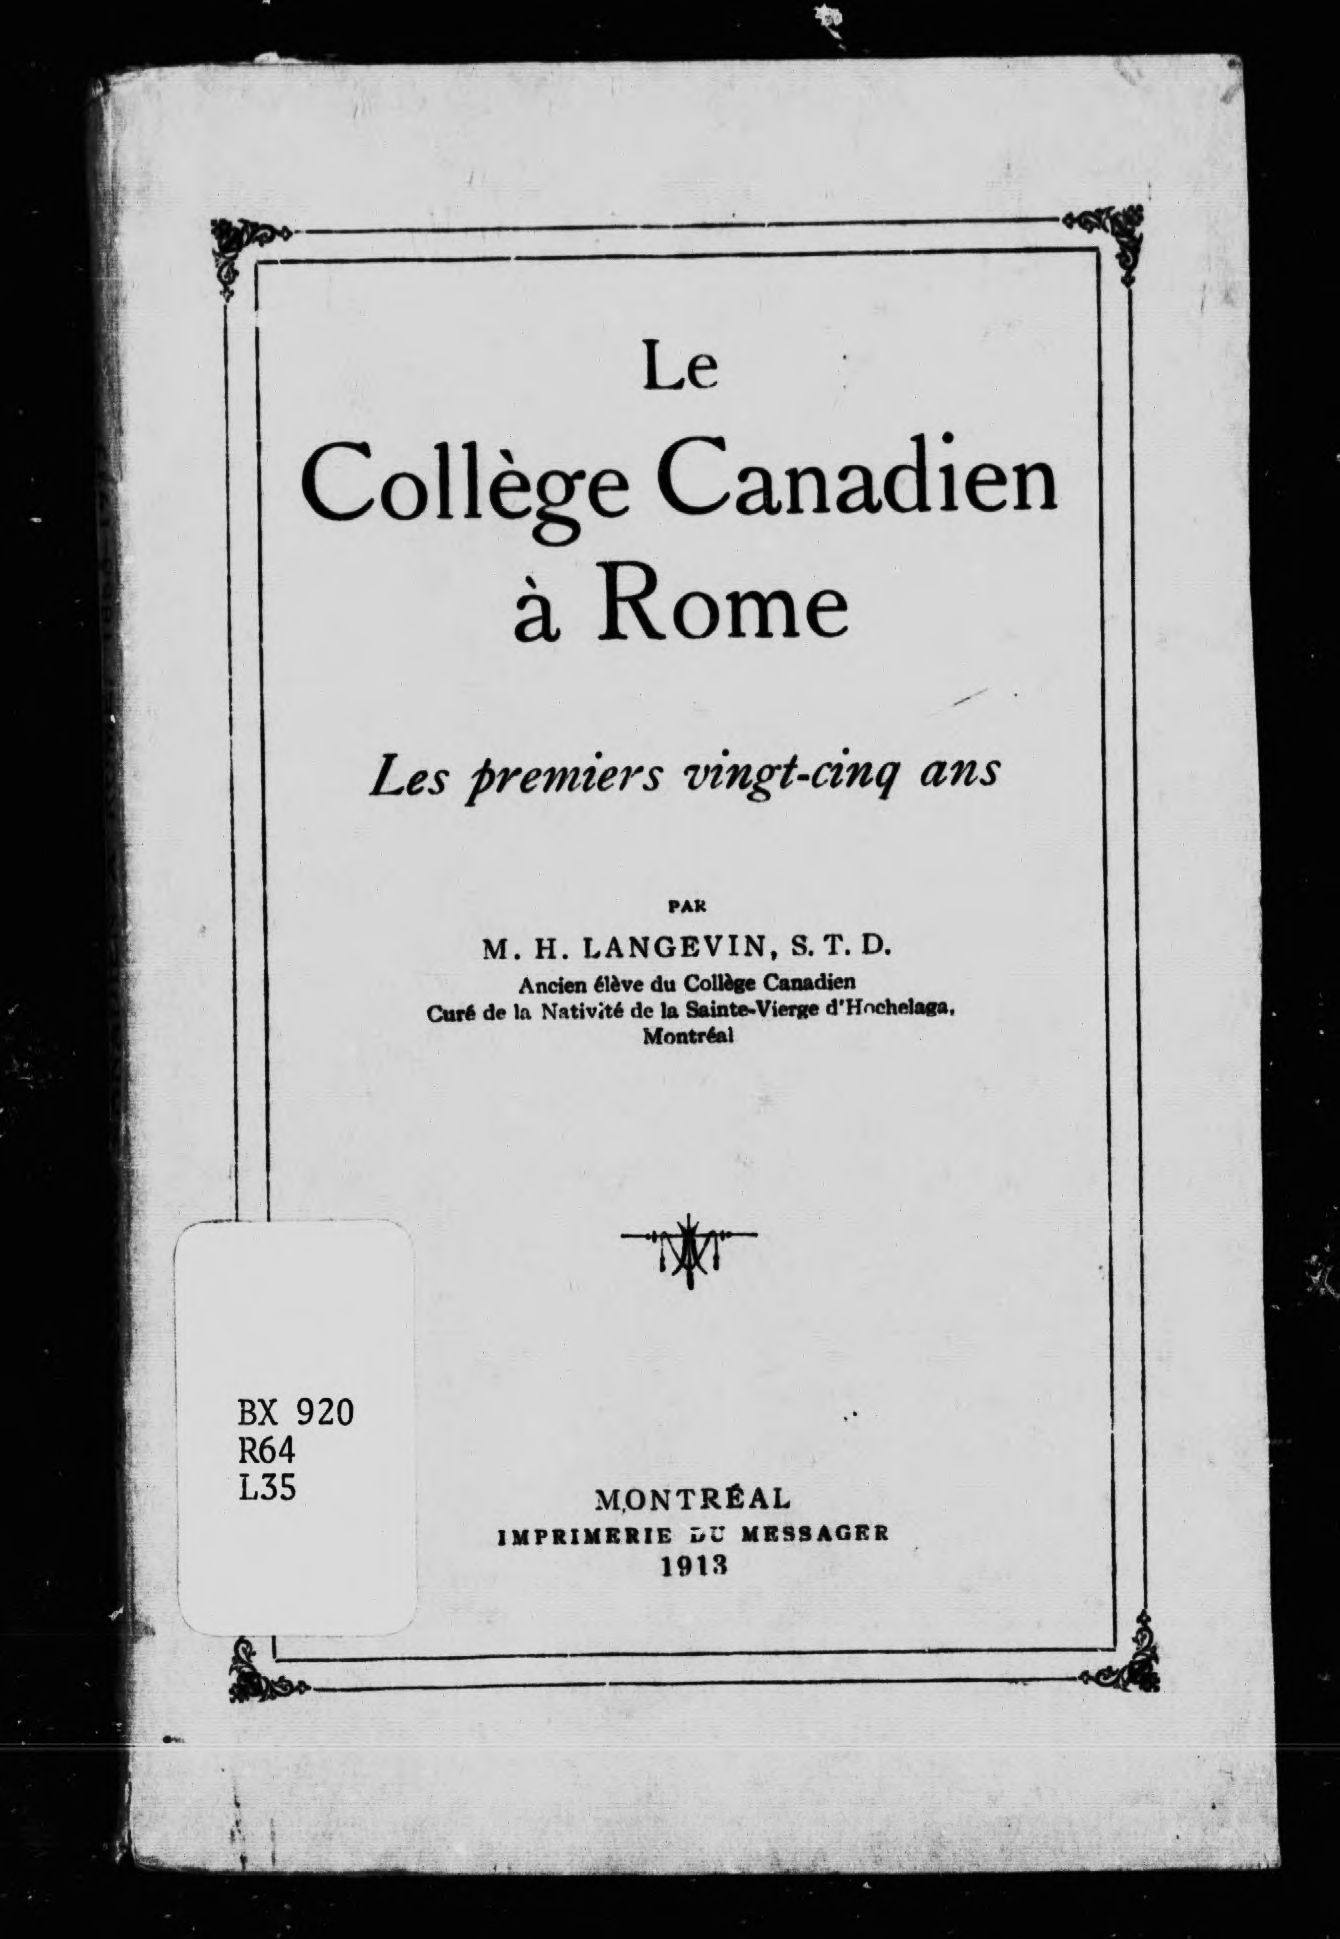 Le
Collège Canadien
à Rome
Les premiers vingt-cinq ans
PAR
M. H. LANGEVIN, S. T. D.
Ancien élève du Collège Canadien
Curé de la Nativité de la Sainte-Vierge d'Hochelaga,
Montréal
BX 920
R64
L35
MONTRÉAL
IMPRIMERIE DU MESSAGER
1913